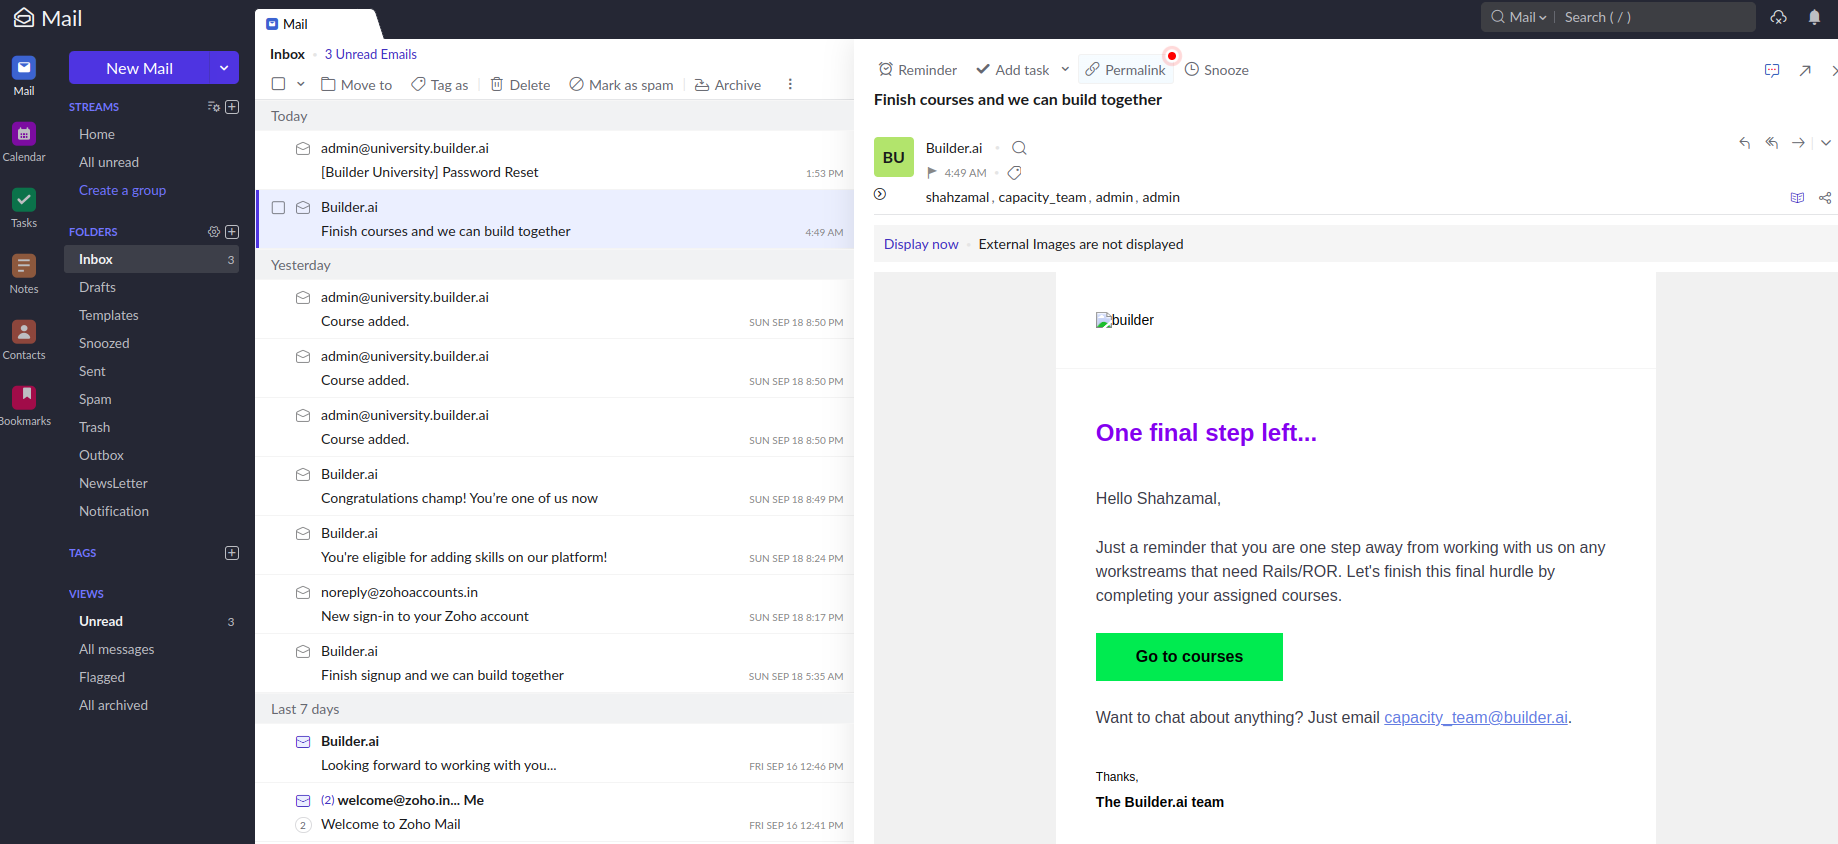 Mail
Mail
Mail
Search ( / )
Mail
Calendar
Tasks
Notes
Contacts
Bookmarks
New Mail
STREAMS
Home
All unread
Create a group
FOLDERS
Inbox 3
Drafts
Templates
Snoozed
Sent
Spam
Trash
Outbox
NewsLetter
Notification
TAGS
VIEWS
Unread 3
All messages
Flagged
All archived
Inbox 3 Unread Emails
Move to Tag as Delete Mark as spam Archive
Today
admin@university.builder.ai
[Builder University] Password Reset 1:53 PM
Builder.ai
Finish courses and we can build together 4:49 AM
Yesterday
admin@university.builder.ai
Course added. SUN SEP 18 8:50 PM
admin@university.builder.ai
Course added. SUN SEP 18 8:50 PM
admin@university.builder.ai
Course added. SUN SEP 18 8:50 PM
Builder.ai
Congratulations champ! You're one of us now SUN SEP 18 8:49 PM
Builder.ai
You're eligible for adding skills on our platform! SUN SEP 18 8:24 PM
noreply@zohoaccounts.in
New sign-in to your Zoho account SUN SEP 18 8:17 PM
Builder.ai
Finish signup and we can build together SUN SEP 18 5:35 AM
Last 7 days
Builder.ai
Looking forward to working with you... FRI SEP 16 12:46 PM
(2) welcome@zoho.in... Me
2 Welcome to Zoho Mail FRI SEP 16 12:41 PM
Reminder Add task Permalink Snooze
Finish courses and we can build together
BU
Builder.ai
4:49 AM
shahzamal , capacity_team , admin , admin
Display now External Images are not displayed
builder
One final step left...
Hello Shahzamal,
Just a reminder that you are one step away from working with us on any
workstreams that need Rails/ROR. Let's finish this final hurdle by
completing your assigned courses.
Go to courses
Want to chat about anything? Just email capacity_team@builder.ai.
Thanks,
The Builder.ai team